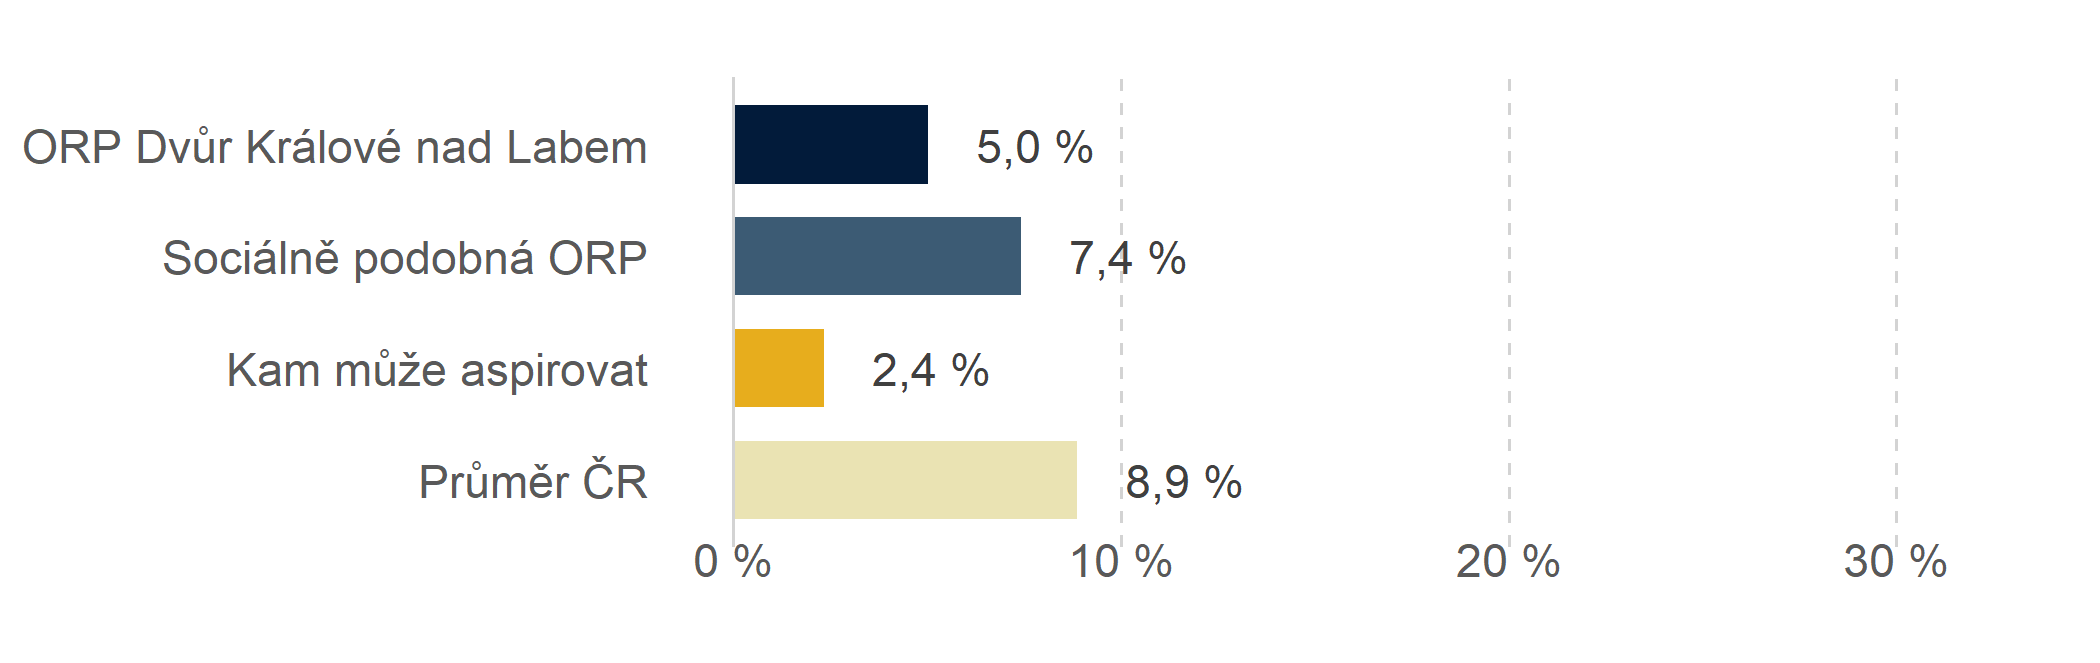 ORP Dvůr Králové nad Labem
5,0 %
Sociálně podobná ORP
7,4 %
Kam může aspirovat
2,4 %
Průměr ČR
8,9 %
0 %
10 %
20 %
30 %